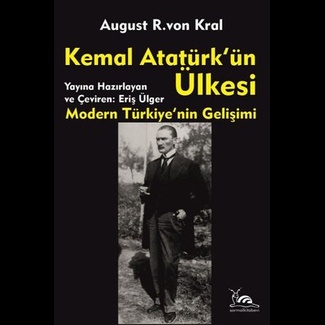 August R.von Kral
Kemal Atatürk'ün
Ülkesi
Yayına Hazırlayan
ve Çeviren: Eriş Ülger
Modern Türkiye'nin Gelişimi